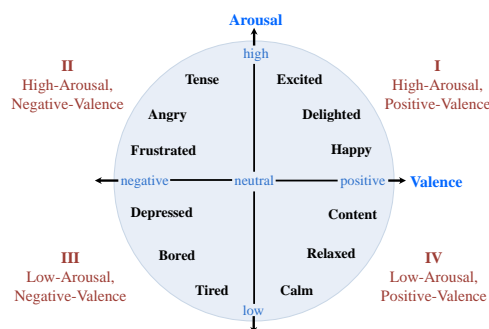 Arousal
high
II
High-Arousal,
Negative-Valence
I
High-Arousal,
Positive-Valence
Tense
Excited
Angry
Delighted
Frustrated
Happy
negative
neutral
positive
Valence
Depressed
Content
Bored
Relaxed
Tired
Calm
III
Low-Arousal,
Negative-Valence
IV
Low-Arousal,
Positive-Valence
low